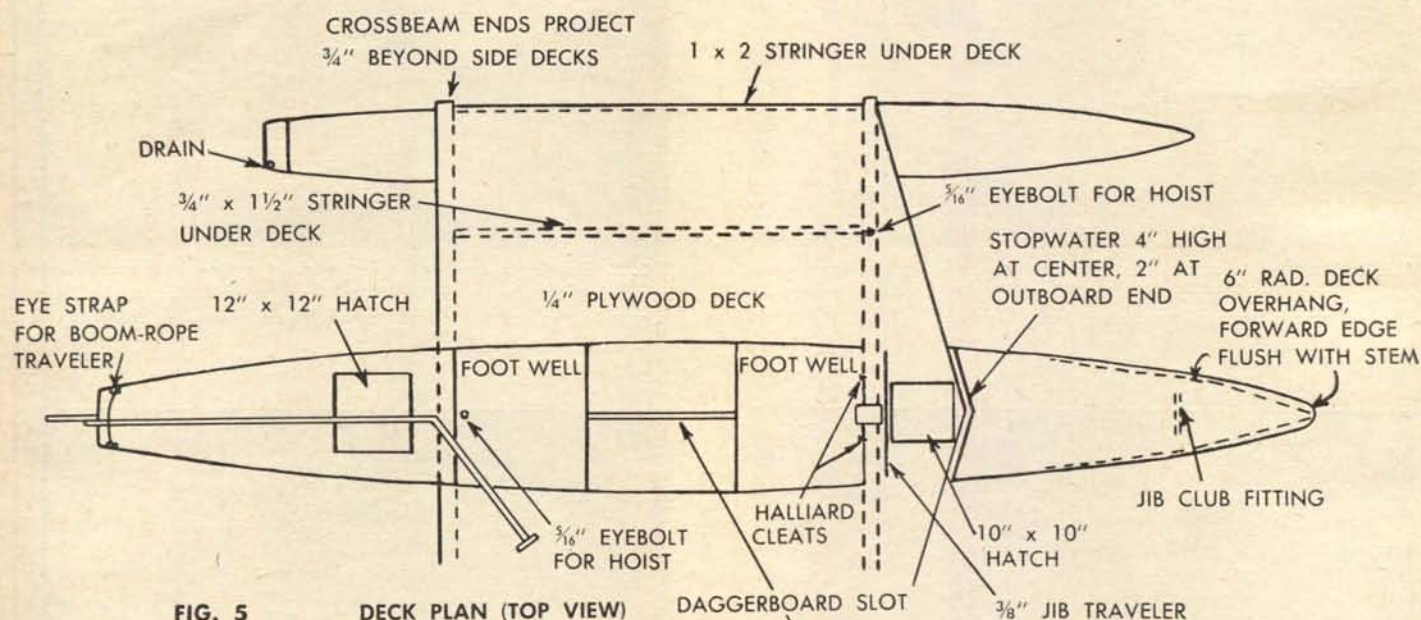 CROSSBEAM ENDS PROJECT
¾" BEYOND SIDE DECKS
1 x 2 STRINGER UNDER DECK
DRAIN
¾" x 1½" STRINGER
UNDER DECK
5⁄16" EYEBOLT FOR HOIST
STOPWATER 4" HIGH
AT CENTER, 2" AT
OUTBOARD END
6" RAD. DECK
OVERHANG,
FORWARD EDGE
FLUSH WITH STEM
EYE STRAP
FOR BOOM-ROPE
TRAVELER
12" x 12" HATCH
¼" PLYWOOD DECK
FOOT WELL
FOOT WELL
5⁄16" EYEBOLT
FOR HOIST
HALLIARD
CLEATS
10" x 10"
HATCH
JIB CLUB FITTING
FIG. 5 DECK PLAN (TOP VIEW)
DAGGERBOARD SLOT
⅜" JIB TRAVELER